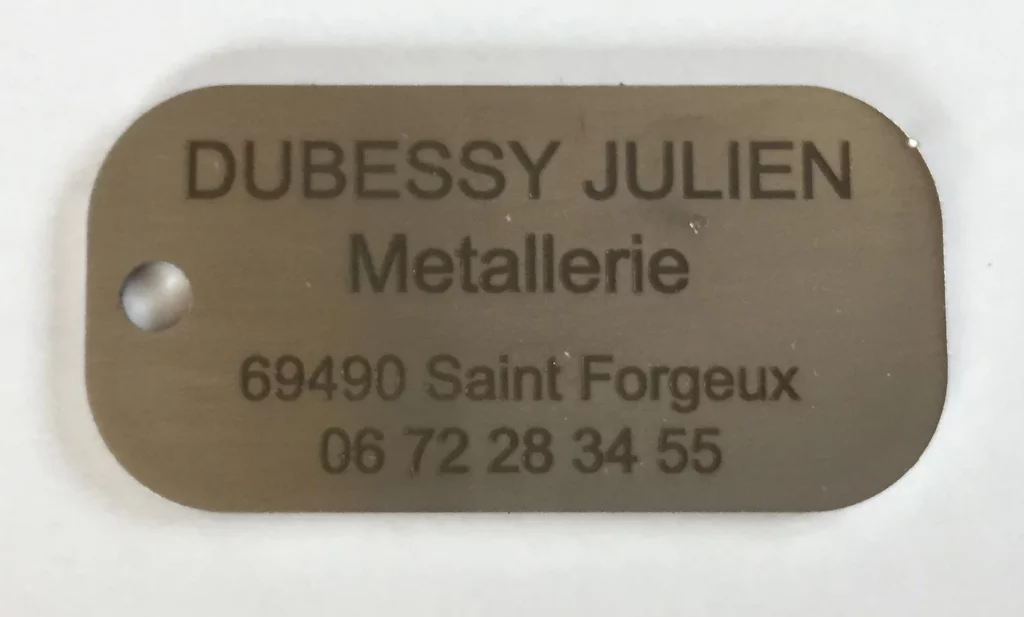 DUBESSY JULIEN
Metallerie
69490 Saint Forgeux
06 72 28 34 55